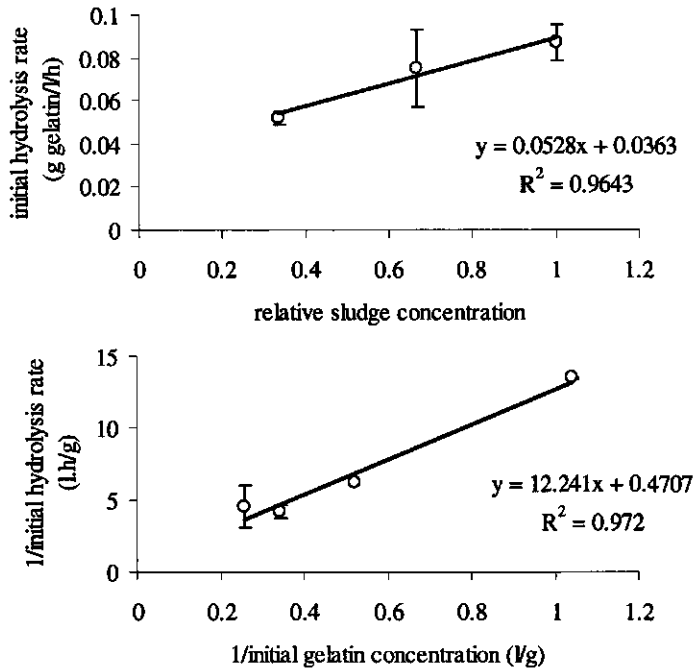 initial hydrolysis rate
(g gelatin/l/h)
0.1
0.08
0.06
0.04
0.02
0
y = 0.0528x + 0.0363
R² = 0.9643
0 0.2 0.4 0.6 0.8 1 1.2
relative sludge concentration
1/initial hydrolysis rate
(l.h/g)
15
10
5
0
y = 12.241x + 0.4707
R² = 0.972
0 0.2 0.4 0.6 0.8 1 1.2
1/initial gelatin concentration (l/g)